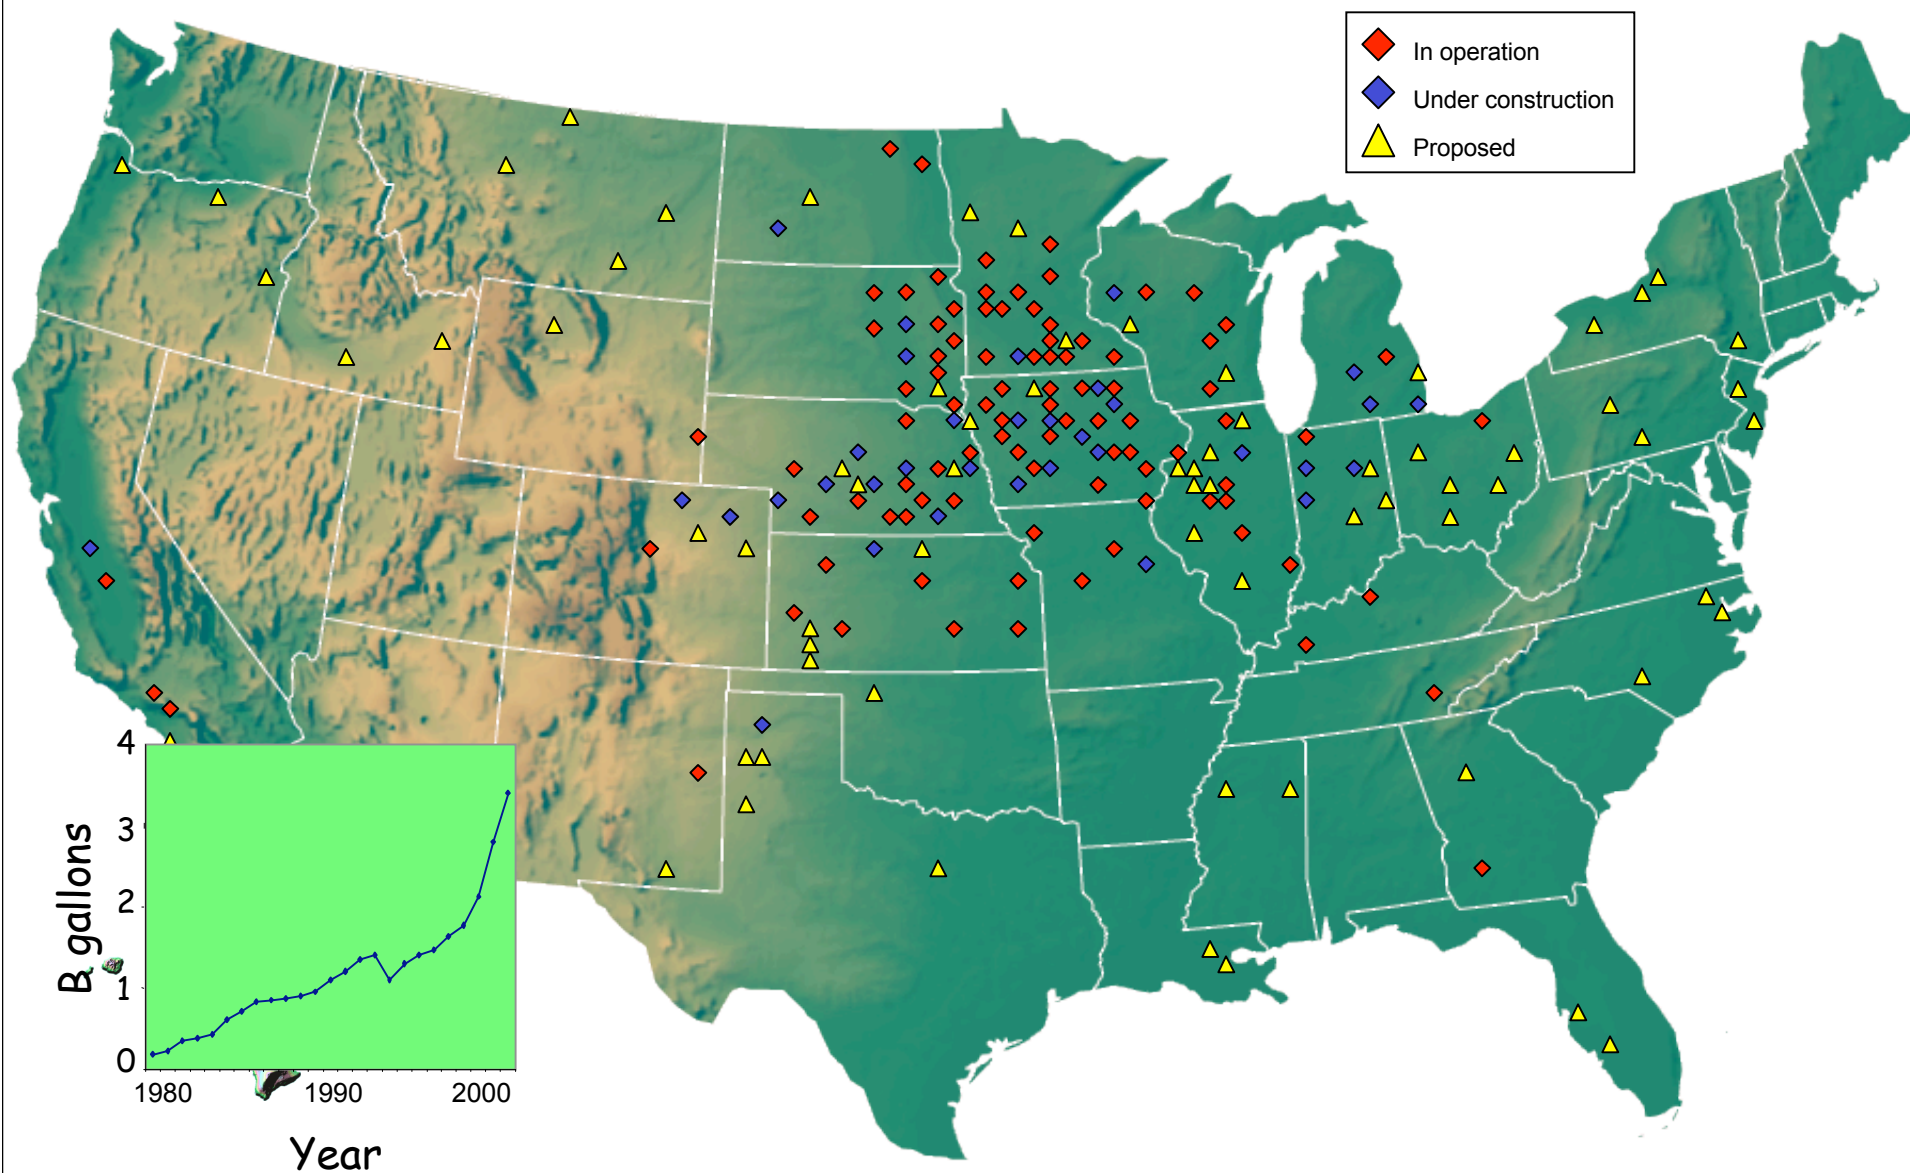 In operation
Under construction
Proposed
4
3
2
1
0
B gallons
1980 1990 2000
Year